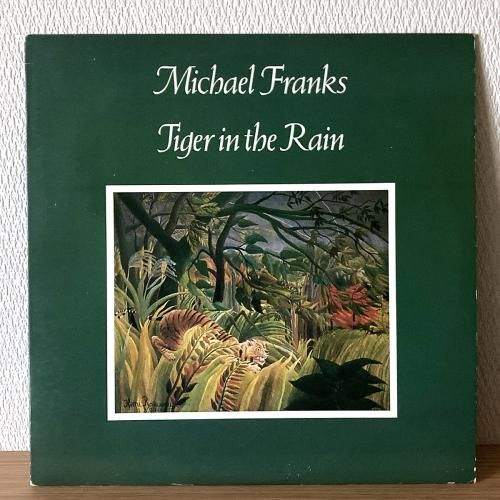 Michael Franks
Tiger in the Rain